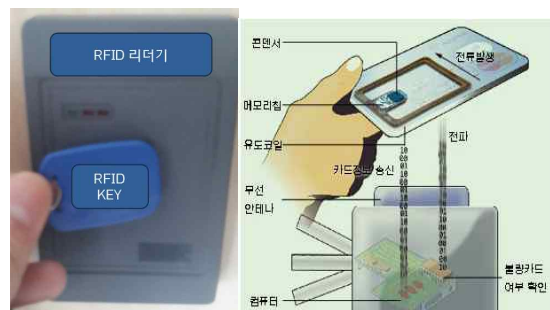 RFID 리더기
RFID
KEY
콘덴서
전류발생
메모리칩
유도코일
전파
카드정보 송신
무선
안테나
불량카드
여부 확인
컴퓨터